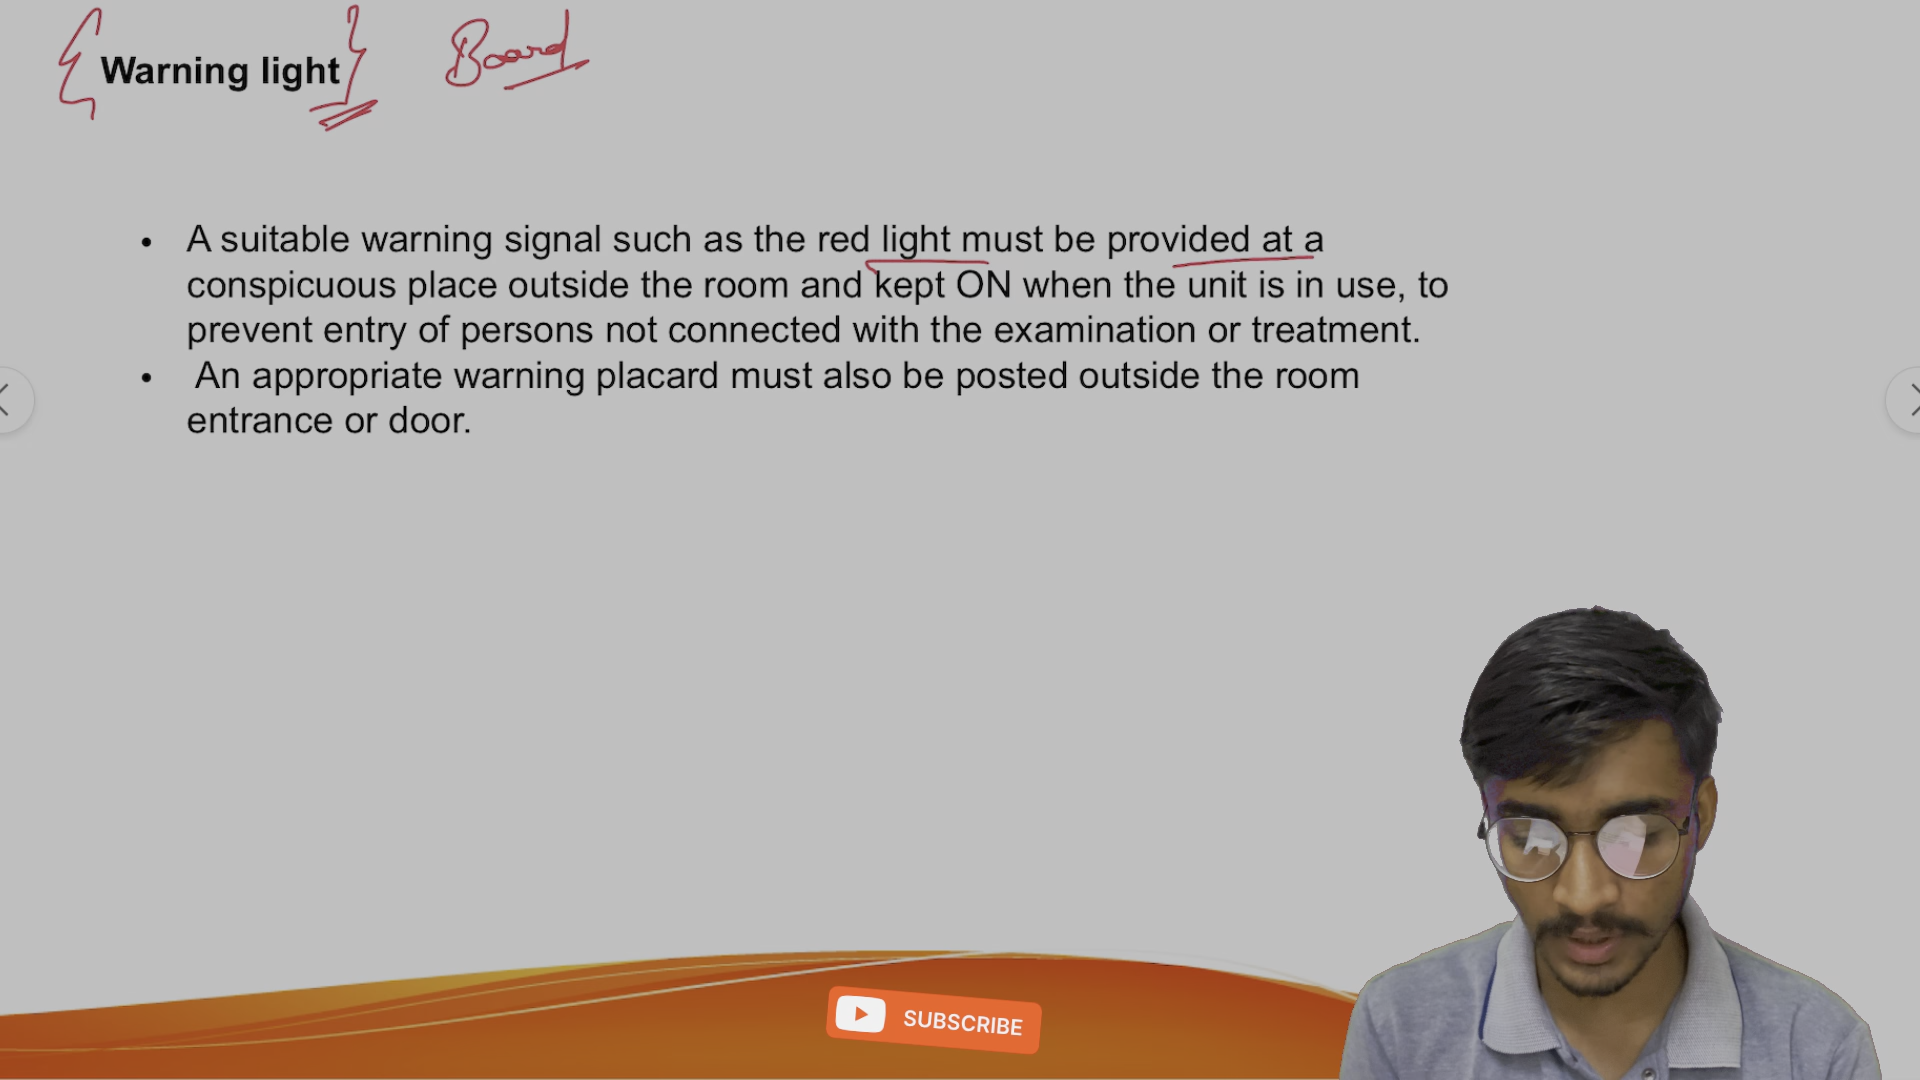 Warning light Board
• A suitable warning signal such as the red light must be provided at a
conspicuous place outside the room and kept ON when the unit is in use, to
prevent entry of persons not connected with the examination or treatment.
• An appropriate warning placard must also be posted outside the room
entrance or door.
SUBSCRIBE